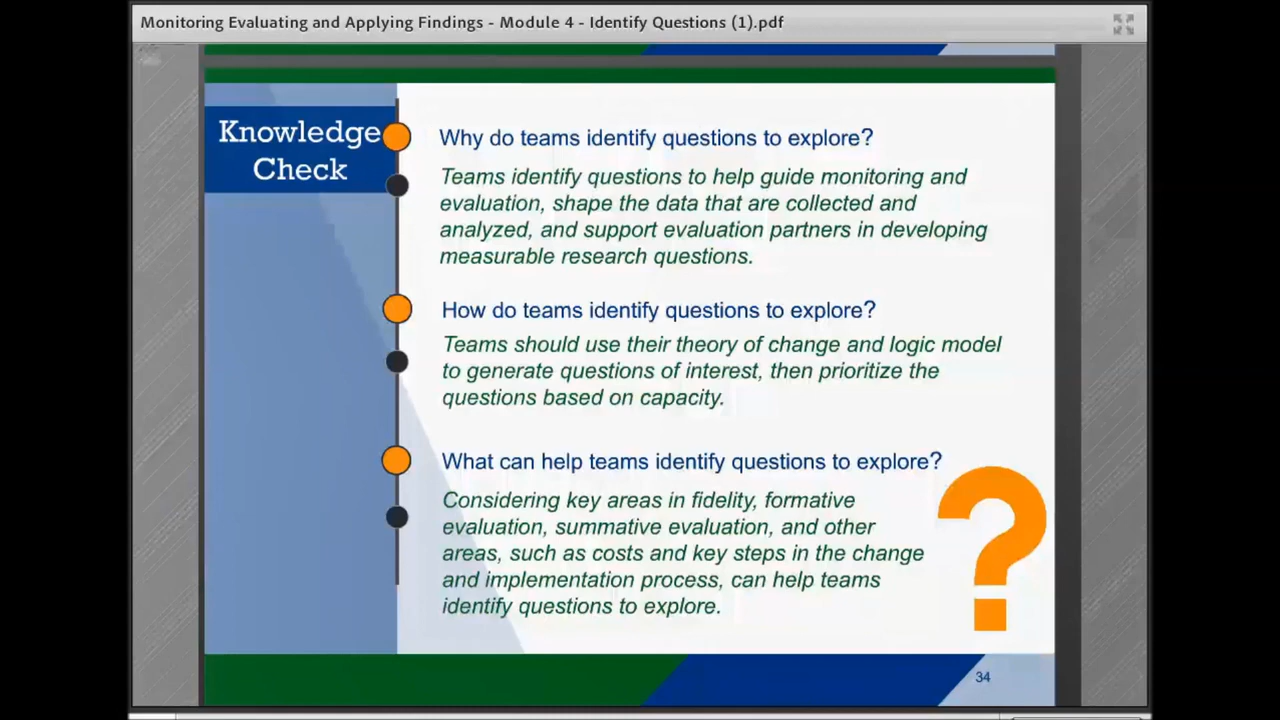 Monitoring Evaluating and Applying Findings - Module 4 - Identify Questions (1).pdf
Knowledge
Check
Why do teams identify questions to explore?
Teams identify questions to help guide monitoring and
evaluation, shape the data that are collected and
analyzed, and support evaluation partners in developing
measurable research questions.
How do teams identify questions to explore?
Teams should use their theory of change and logic model
to generate questions of interest, then prioritize the
questions based on capacity.
What can help teams identify questions to explore?
Considering key areas in fidelity, formative
evaluation, summative evaluation, and other
areas, such as costs and key steps in the change
and implementation process, can help teams
identify questions to explore.
?
34